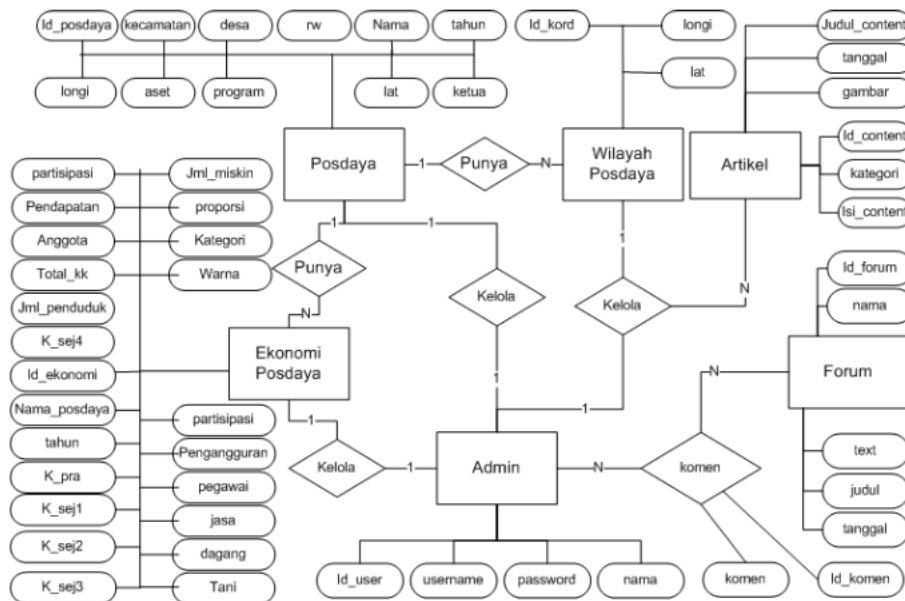 Id_posdaya kecamatan desa rw Nama tahun Id_kord longi Judul_content
longi aset program lat ketua lat tanggal
gambar
Posdaya 1 Punya N Wilayah Posdaya Artikel Id_content
kategori
Isi_content
partisipasi Jml_miskin
Pendapatan proporsi
Anggota Kategori
Total_kk Warna
Jml_penduduk
K_sej4
Id_ekonomi
Nama_posdaya partisipasi
tahun Pengangguran
K_pra pegawai
K_sej1 jasa
K_sej2 dagang
K_sej3 Tani
1
Punya
N
Ekonomi
Posdaya
1
Kelola
1
1
Kelola
1
1
Kelola
N
1
Admin
N
komen
N
Id_forum
nama
Forum
text
judul
tanggal
Id_user username password nama komen Id_komen